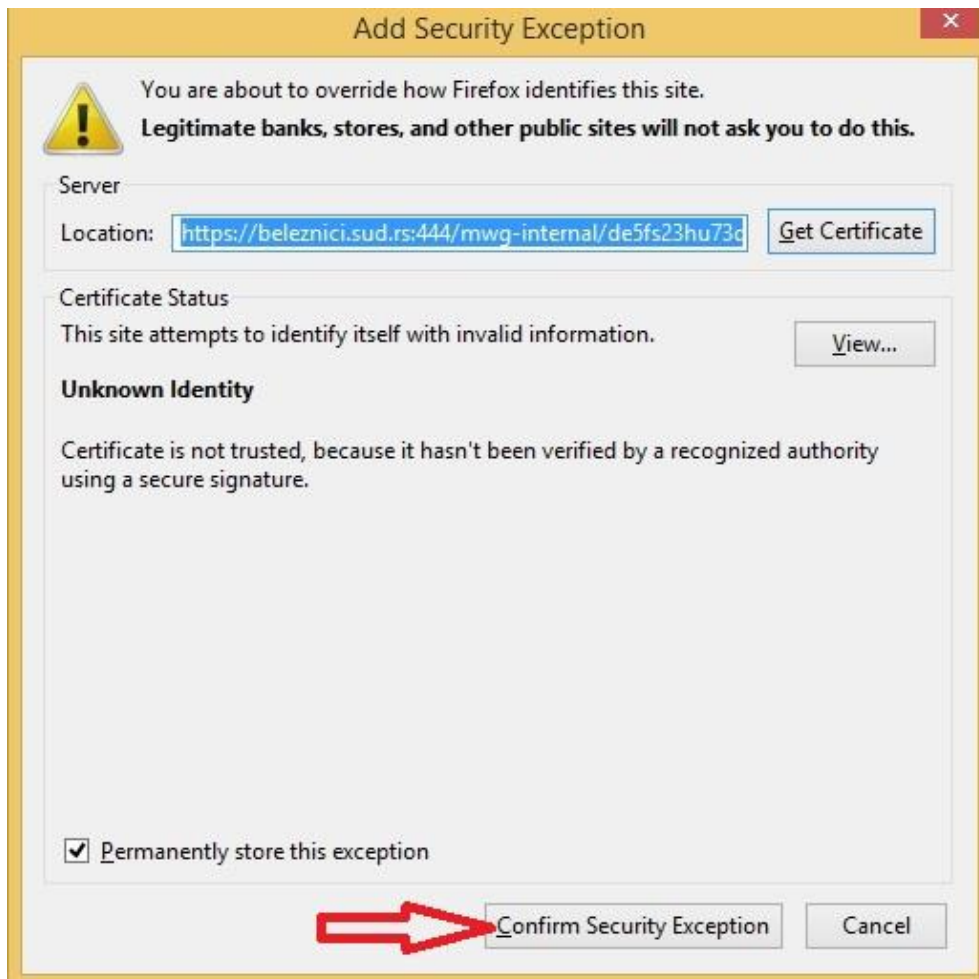 Add Security Exception
You are about to override how Firefox identifies this site.
Legitimate banks, stores, and other public sites will not ask you to do this.
Server
Location: https://beleznici.sud.rs:444/mwg-internal/de5fs23hu73 Get Certificate
Certificate Status
This site attempts to identify itself with invalid information.
View...
Unknown Identity
Certificate is not trusted, because it hasn't been verified by a recognized authority
using a secure signature.
Permanently store this exception
Confirm Security Exception Cancel